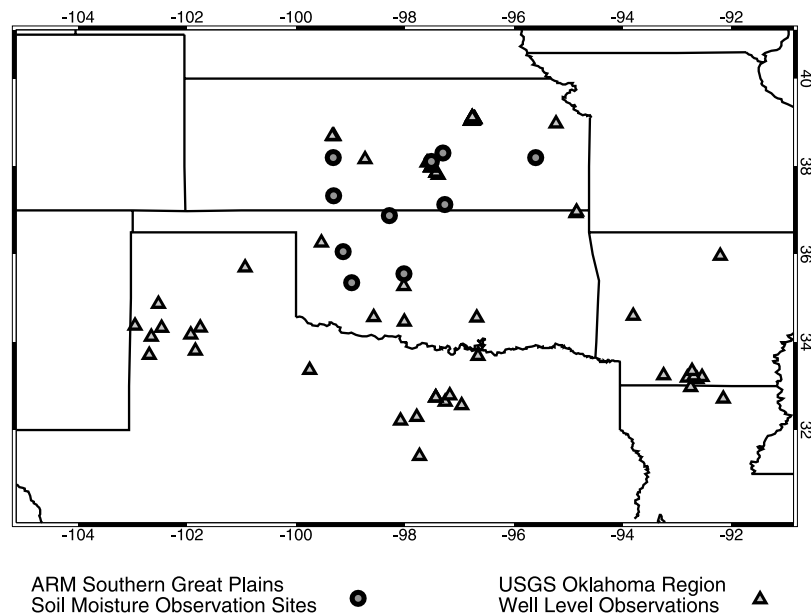 -104 -102 -100 -98 -96 -94 -92
40
38
36
34
32
-104 -102 -100 -98 -96 -94 -92
ARM Southern Great Plains
Soil Moisture Observation Sites
USGS Oklahoma Region
Well Level Observations